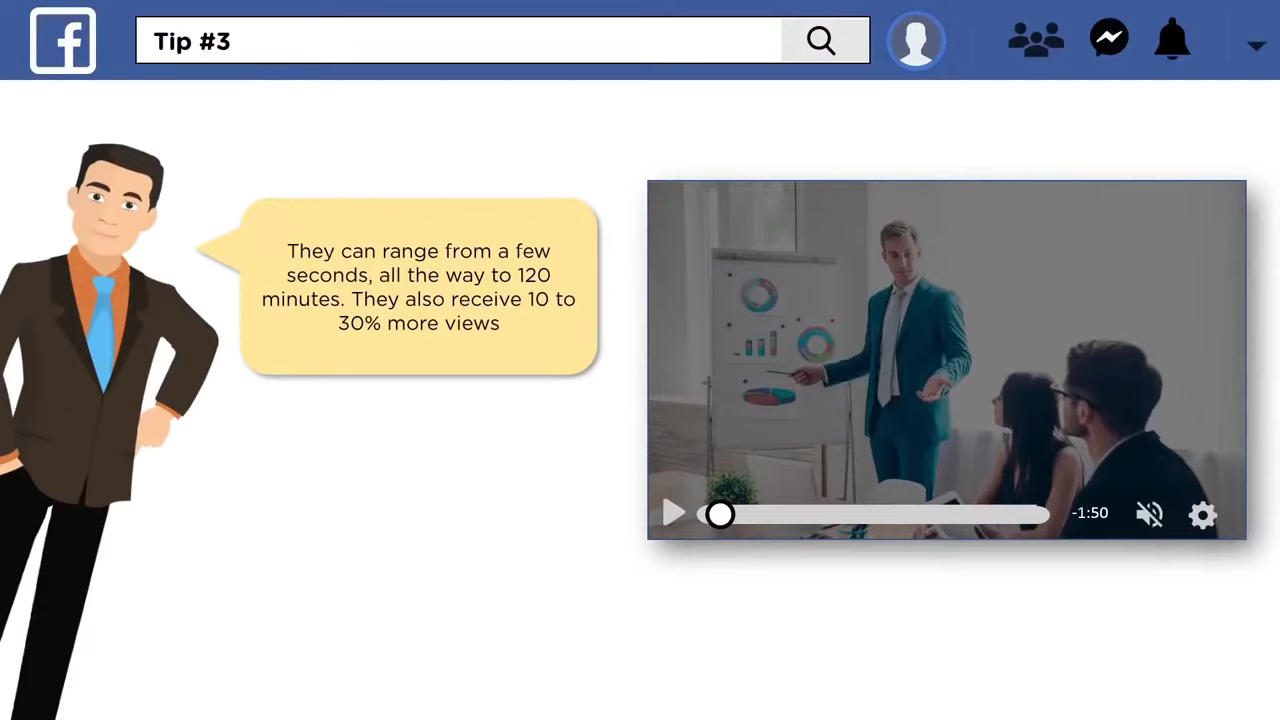 Tip #3
They can range from a few
seconds, all the way to 120
minutes. They also receive 10 to
30% more views
-1:50